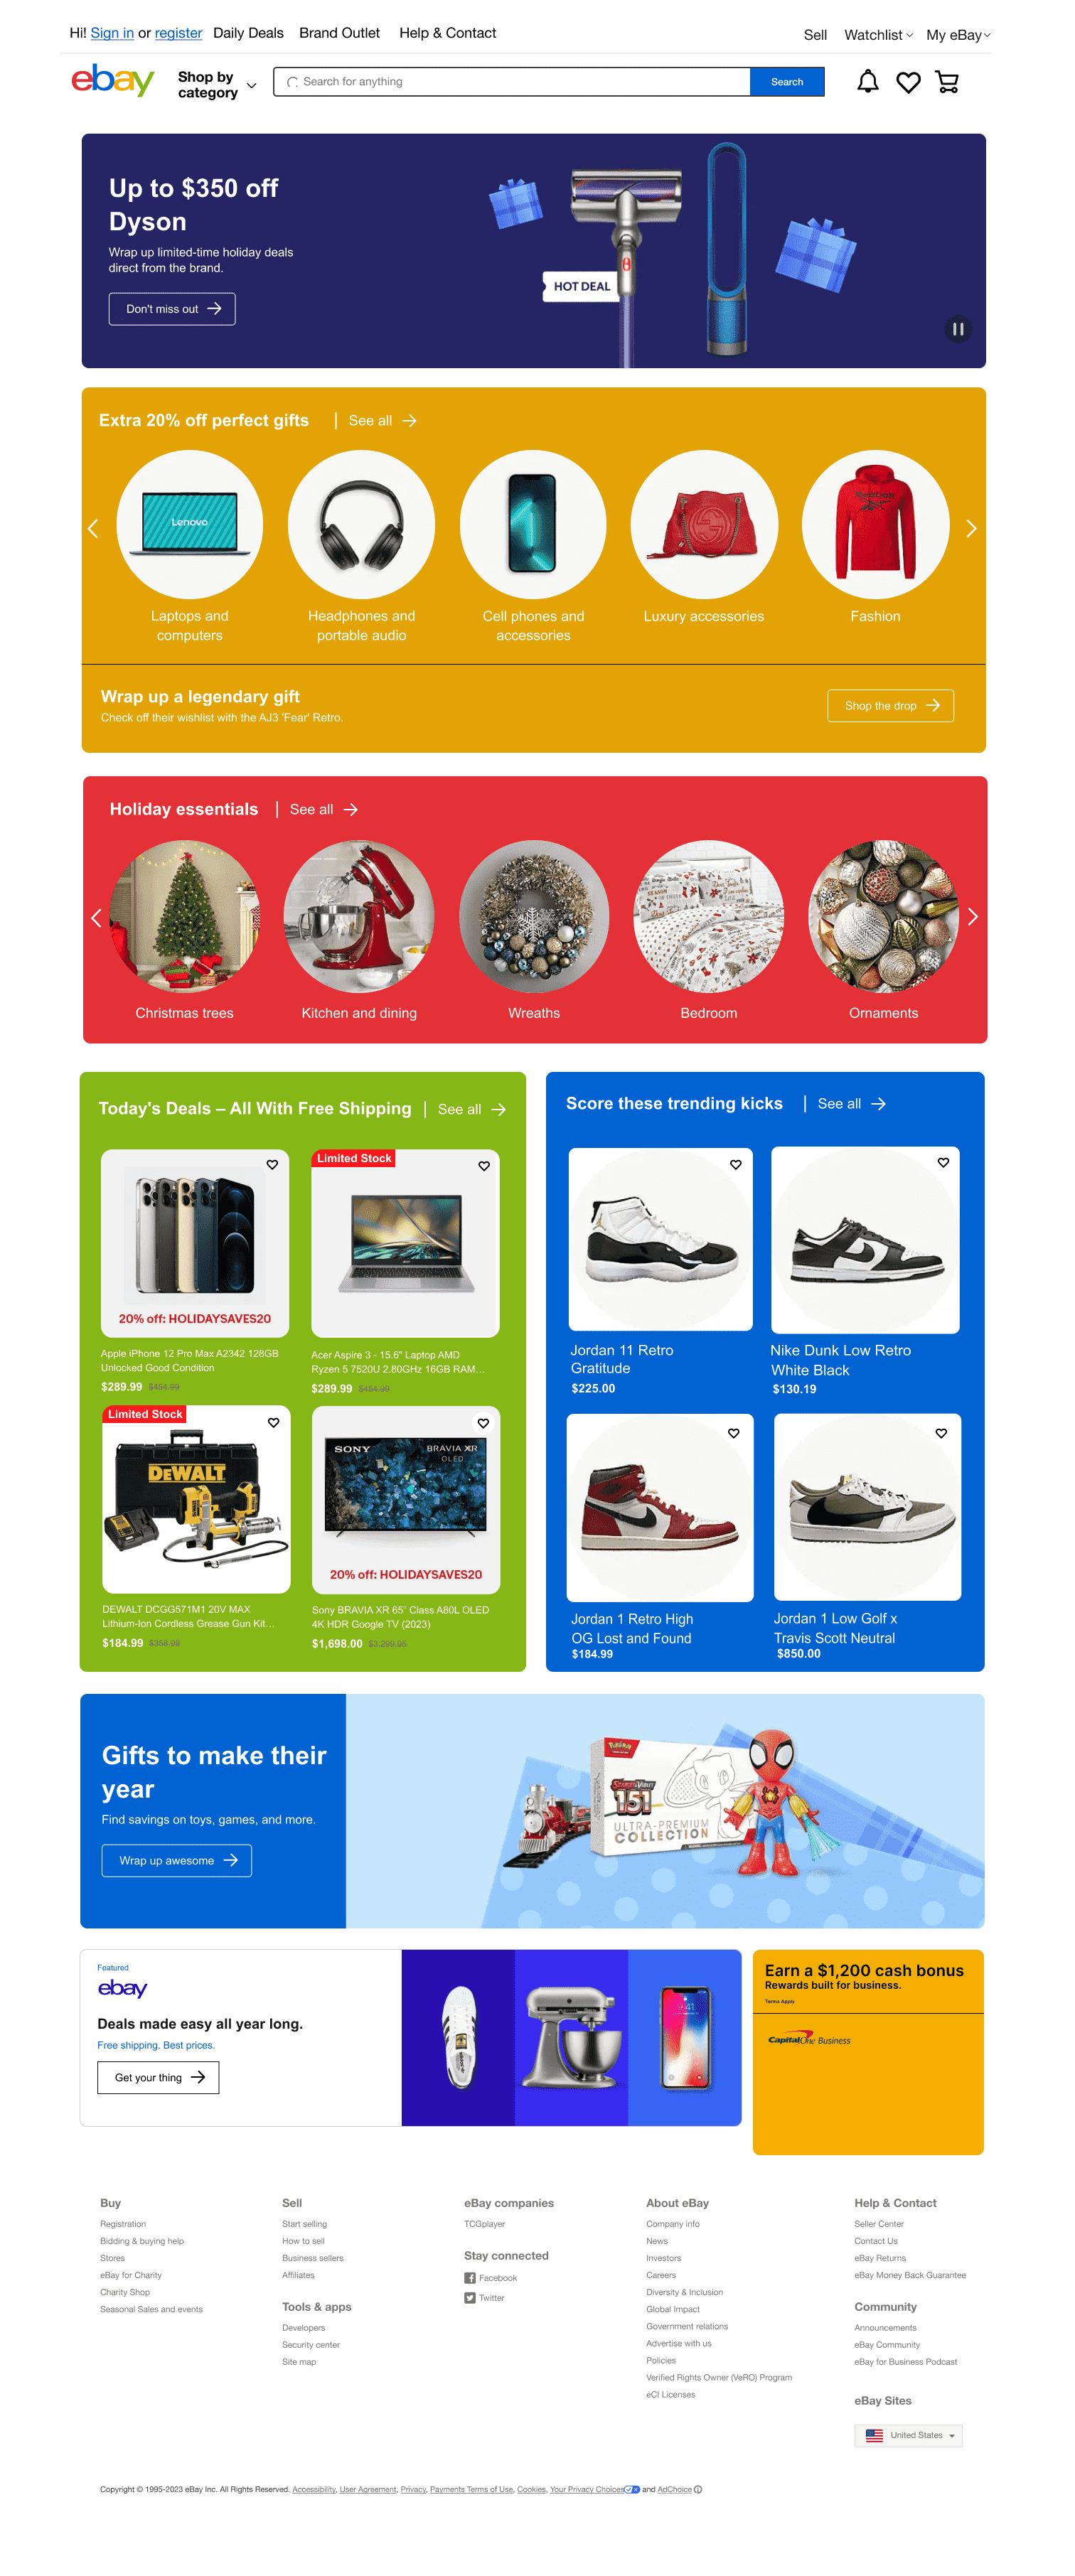 Hi! Sign in or register Daily Deals Brand Outlet Help & Contact
Sell Watchlist My eBay
ebay
Shop by
category
Search for anything
Search
Up to $350 off
Dyson
Wrap up limited-time holiday deals
direct from the brand.
Don't miss out
HOT DEAL
Extra 20% off perfect gifts | See all
Lenovo
Reebok
Laptops and
computers
Headphones and
portable audio
Cell phones and
accessories
Luxury accessories
Fashion
Wrap up a legendary gift
Check off their wishlist with the AJ3 'Fear' Retro.
Shop the drop
Holiday essentials | See all
Christmas trees
Kitchen and dining
Wreaths
Bedroom
Ornaments
Today's Deals – All With Free Shipping | See all
20% off: HOLIDAYSAVES20
Apple iPhone 12 Pro Max A2342 128GB
Unlocked Good Condition
$289.99 $454.99
Limited Stock
Acer Aspire 3 - 15.6" Laptop AMD
Ryzen 5 7520U 2.80GHz 16GB RAM...
$289.99 $454.99
Limited Stock
DEWALT
DEWALT DCGG571M1 20V MAX
Lithium-Ion Cordless Grease Gun Kit...
$184.99 $358.99
SONY
BRAVIA XR
OLED
20% off: HOLIDAYSAVES20
Sony BRAVIA XR 65" Class A80L OLED
4K HDR Google TV (2023)
$1,698.00 $3,299.95
Score these trending kicks | See all
Jordan 11 Retro
Gratitude
$225.00
Nike Dunk Low Retro
White Black
$130.19
Jordan 1 Retro High
OG Lost and Found
$184.99
Jordan 1 Low Golf x
Travis Scott Neutral
$850.00
Gifts to make their
year
Find savings on toys, games, and more.
Wrap up awesome
POKÉMON
SCARLET & VIOLET
151
ULTRA-PREMIUM
COLLECTION
Featured
ebay
Deals made easy all year long.
Free shipping. Best prices.
Get your thing
9:41
Earn a $1,200 cash bonus
Rewards built for business.
Terms Apply
Capital One Business
Buy
Registration
Bidding & buying help
Stores
eBay for Charity
Charity Shop
Seasonal Sales and events
Sell
Start selling
How to sell
Business sellers
Affiliates
Tools & apps
Developers
Security center
Site map
eBay companies
TCGplayer
Stay connected
Facebook
Twitter
About eBay
Company info
News
Investors
Careers
Diversity & Inclusion
Global Impact
Government relations
Advertise with us
Policies
Verified Rights Owner (VeRO) Program
eCI Licenses
Help & Contact
Seller Center
Contact Us
eBay Returns
eBay Money Back Guarantee
Community
Announcements
eBay Community
eBay for Business Podcast
eBay Sites
United States
Copyright © 1995-2023 eBay Inc. All Rights Reserved. Accessibility, User Agreement, Privacy, Payments Terms of Use, Cookies, Your Privacy Choices and AdChoice